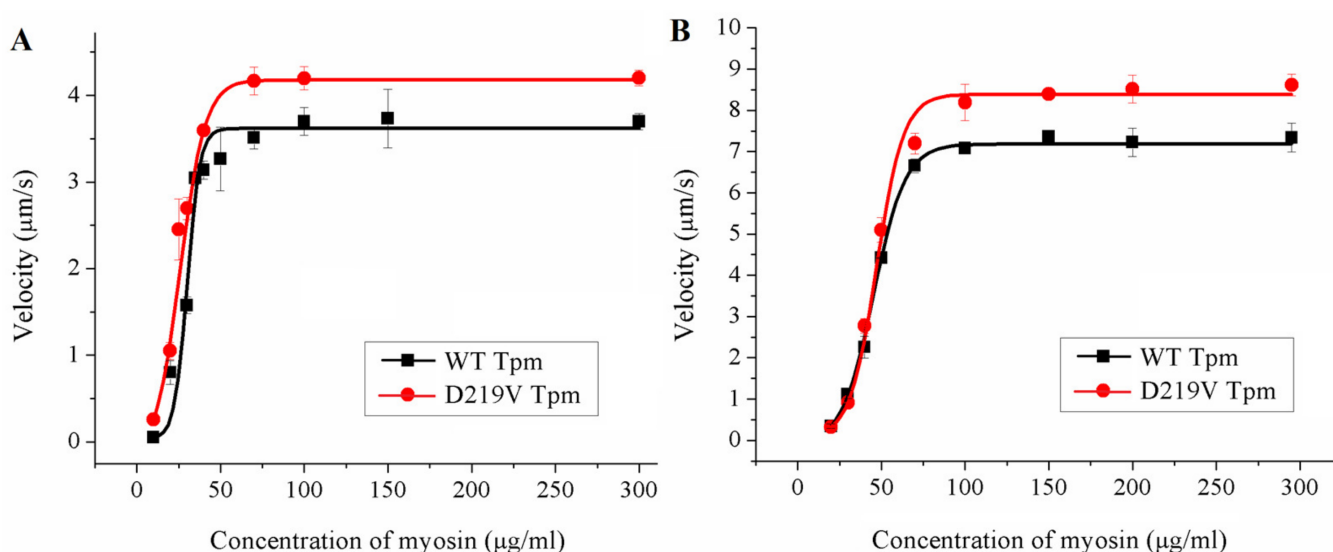 A
Velocity (μm/s)
4
3
2
1
0
WT Tpm
D219V Tpm
0 50 100 150 200 250 300
Concentration of myosin (μg/ml)
B
Velocity (μm/s)
10
9
8
7
6
5
4
3
2
1
0
WT Tpm
D219V Tpm
0 50 100 150 200 250 300
Concentration of myosin (μg/ml)